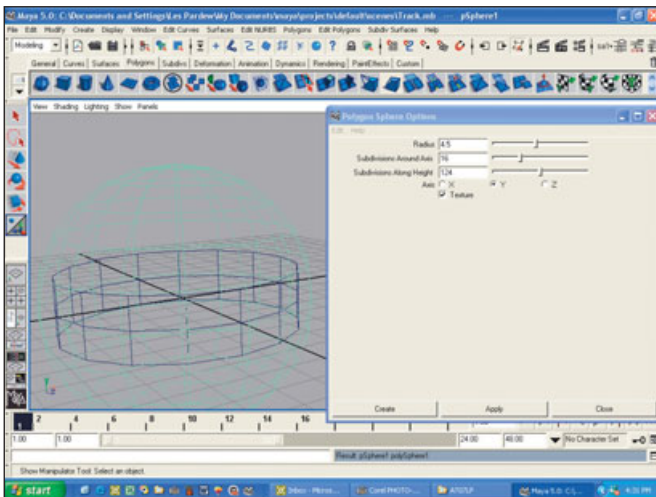 Maya 5.0: C:\Documents and Settings\Les Pardew\My Documents\maya\projects\default\scenes\Track.mb --- pSphere1
File Edit Modify Create Display Window Edit Curves Surfaces Edit NURBS Polygons Edit Polygons Subdiv Surfaces Help
Modeling
General Curves Surfaces Polygons Subdivs Deformation Animation Dynamics Rendering PaintEffects Custom
View Shading Lighting Show Panels
Polygon Sphere Options
Edit Help
Radius 4.5
Subdivisions Around Axis 16
Subdivisions Along Height 124
Axis X Y Z
Texture
Create Apply Close
1 2 4 6 8 10 12 14 16
1.00 1.00 24.00 48.00 No Character Set
Result: pSphere1 polySphere1
Show Manipulator Tool: Select an object.
start Inbox - Micros... Corel PHOTO-... Maya 5.0: C:\... 4:31 PM